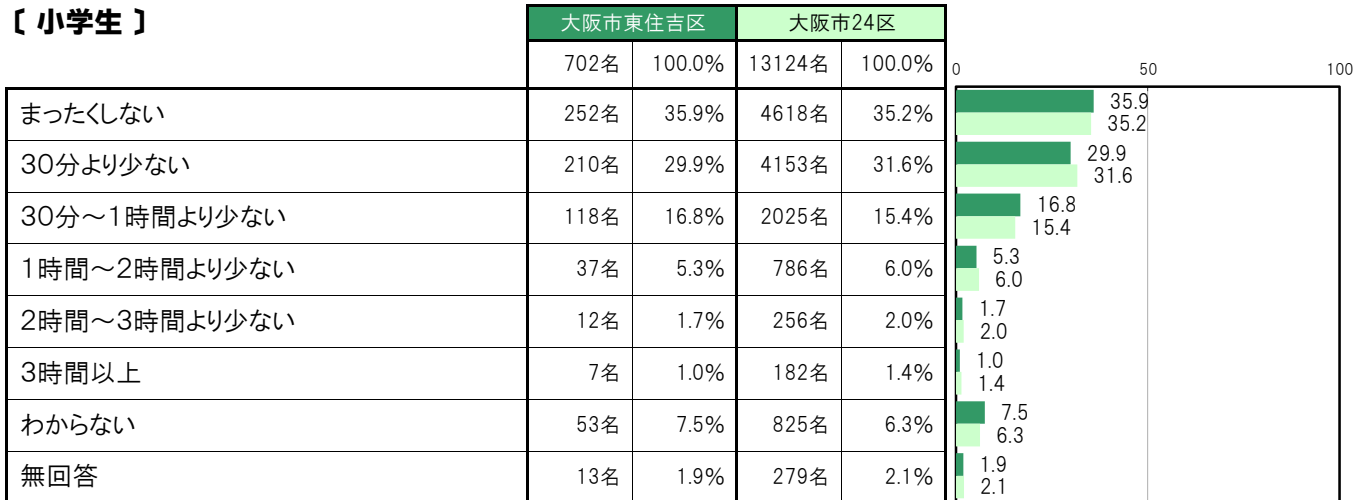 〔 小学生 〕
大阪市東住吉区 大阪市24区
702名 100.0% 13124名 100.0% 0 50 100
まったくしない 252名 35.9% 4618名 35.2% 35.9
35.2
30分より少ない 210名 29.9% 4153名 31.6% 29.9
31.6
30分～1時間より少ない 118名 16.8% 2025名 15.4% 16.8
15.4
1時間～2時間より少ない 37名 5.3% 786名 6.0% 5.3
6.0
2時間～3時間より少ない 12名 1.7% 256名 2.0% 1.7
2.0
3時間以上 7名 1.0% 182名 1.4% 1.0
1.4
わからない 53名 7.5% 825名 6.3% 7.5
6.3
無回答 13名 1.9% 279名 2.1% 1.9
2.1